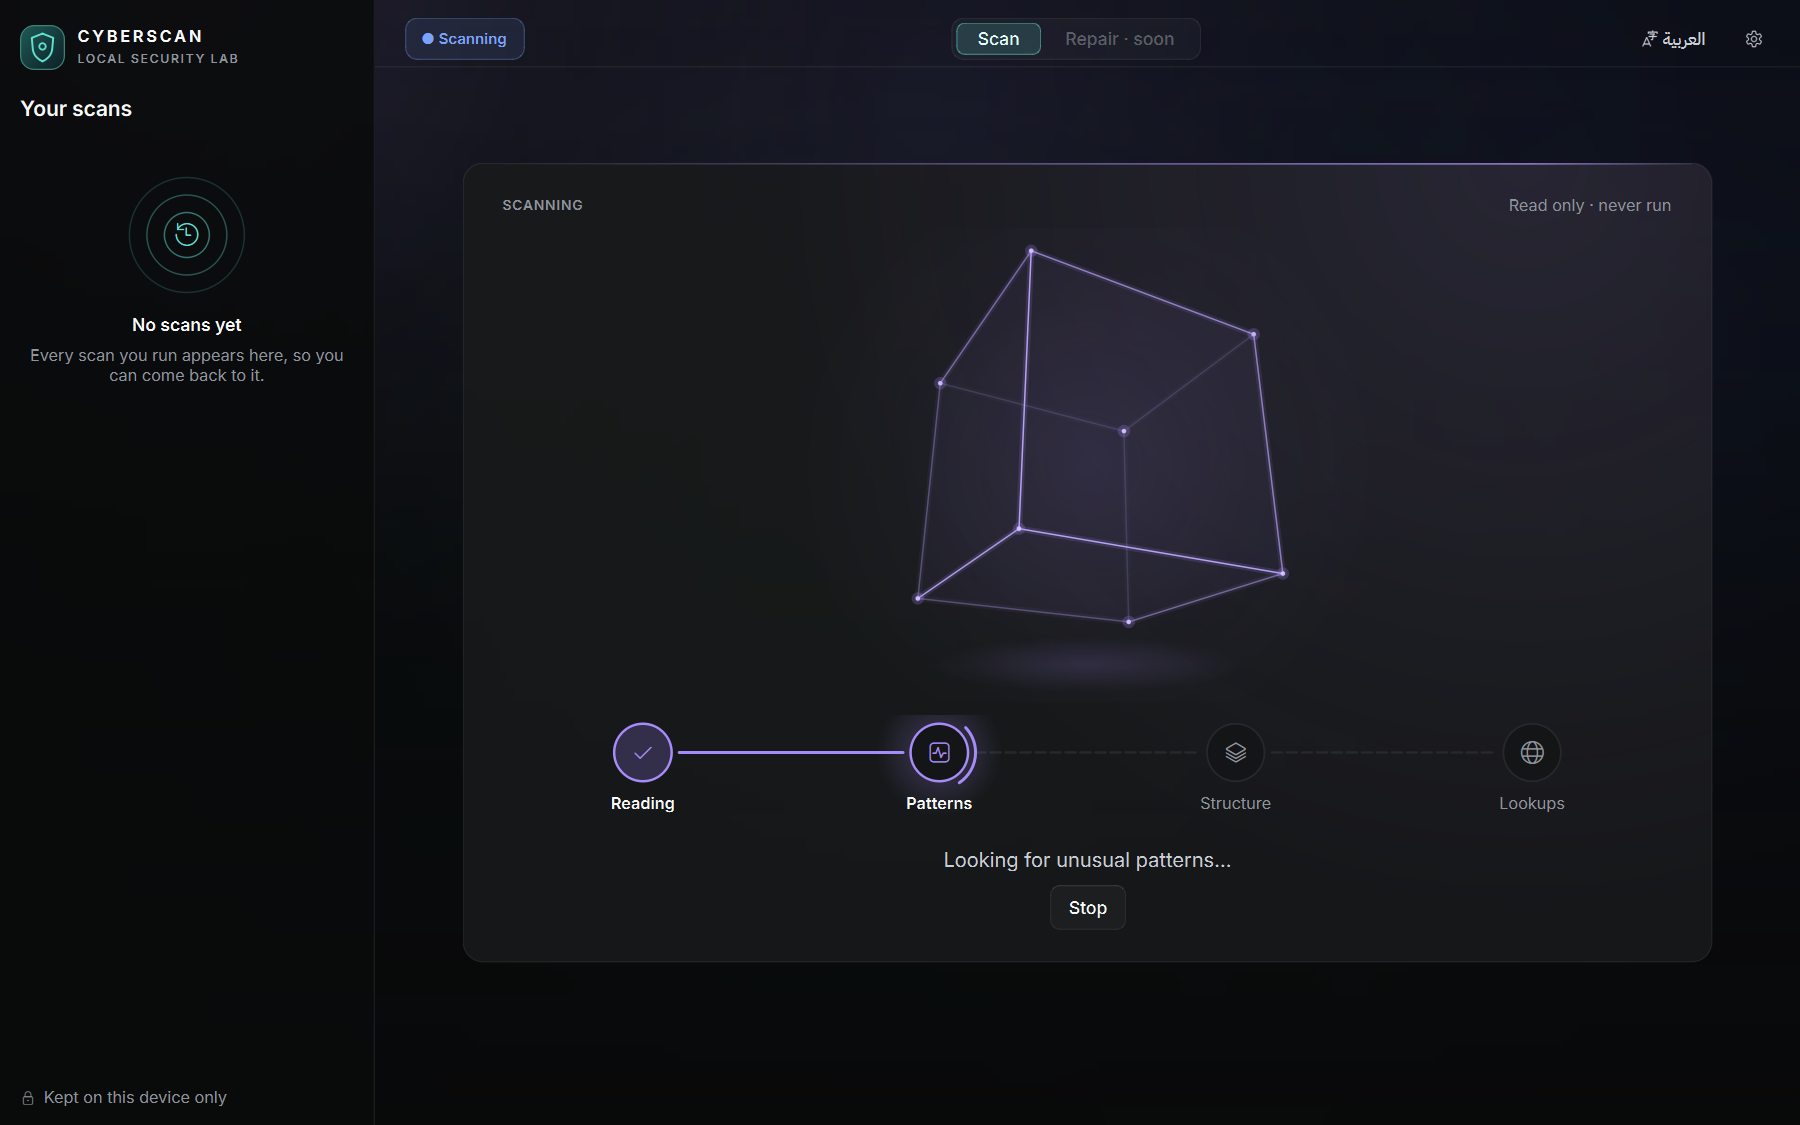 CYBERSCAN
LOCAL SECURITY LAB
Your scans
No scans yet
Every scan you run appears here, so you
can come back to it.
Kept on this device only
Scanning
Scan
Repair · soon
العربية
SCANNING
Read only · never run
Reading
Patterns
Structure
Lookups
Looking for unusual patterns...
Stop